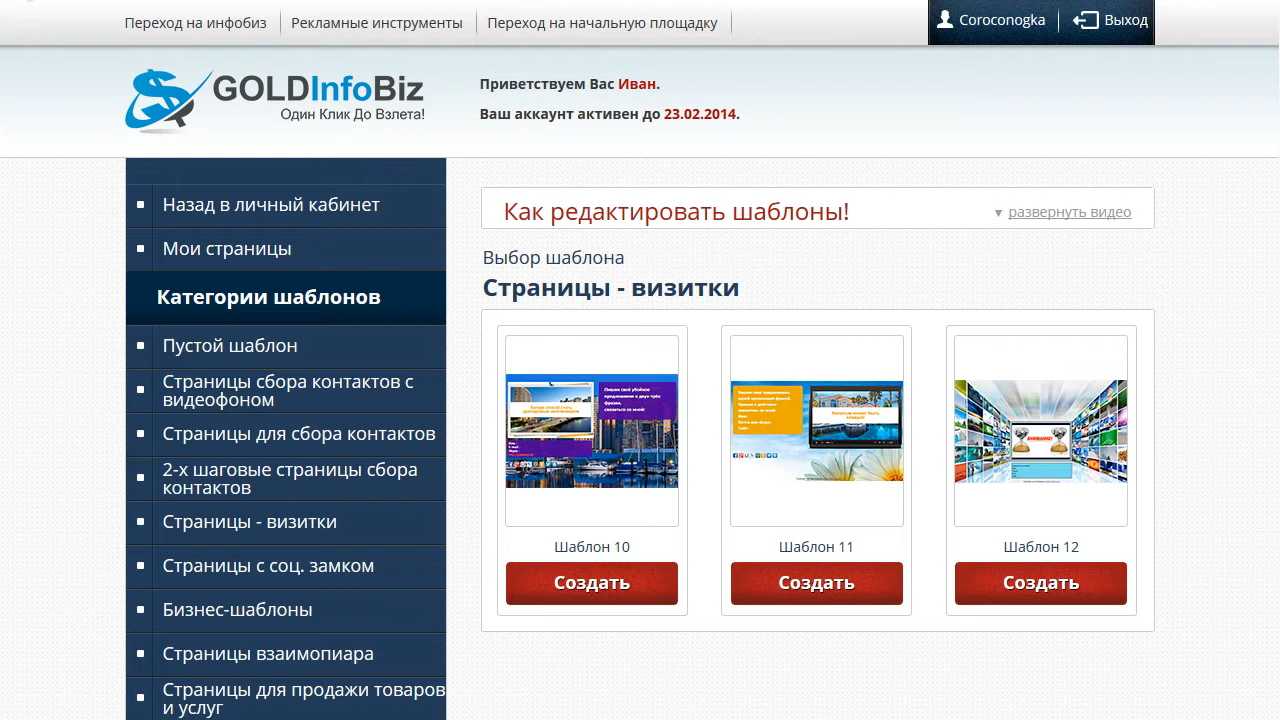 Переход на инфобиз
Рекламные инструменты
Переход на начальную площадку
Coroconogka
Выход
GOLDInfoBiz
Один Клик До Взлета!
Приветствуем Вас Иван.
Ваш аккаунт активен до 23.02.2014.
Назад в личный кабинет
Мои страницы
Категории шаблонов
Пустой шаблон
Страницы сбора контактов с
видеофоном
Страницы для сбора контактов
2-х шаговые страницы сбора
контактов
Страницы - визитки
Страницы с соц. замком
Бизнес-шаблоны
Страницы взаимопиара
Страницы для продажи товаров
и услуг
Как редактировать шаблоны!
развернуть видео
Выбор шаблона
Страницы - визитки
ВНИМАНИЕ!
Шаблон 10
Шаблон 11
Шаблон 12
Создать
Создать
Создать